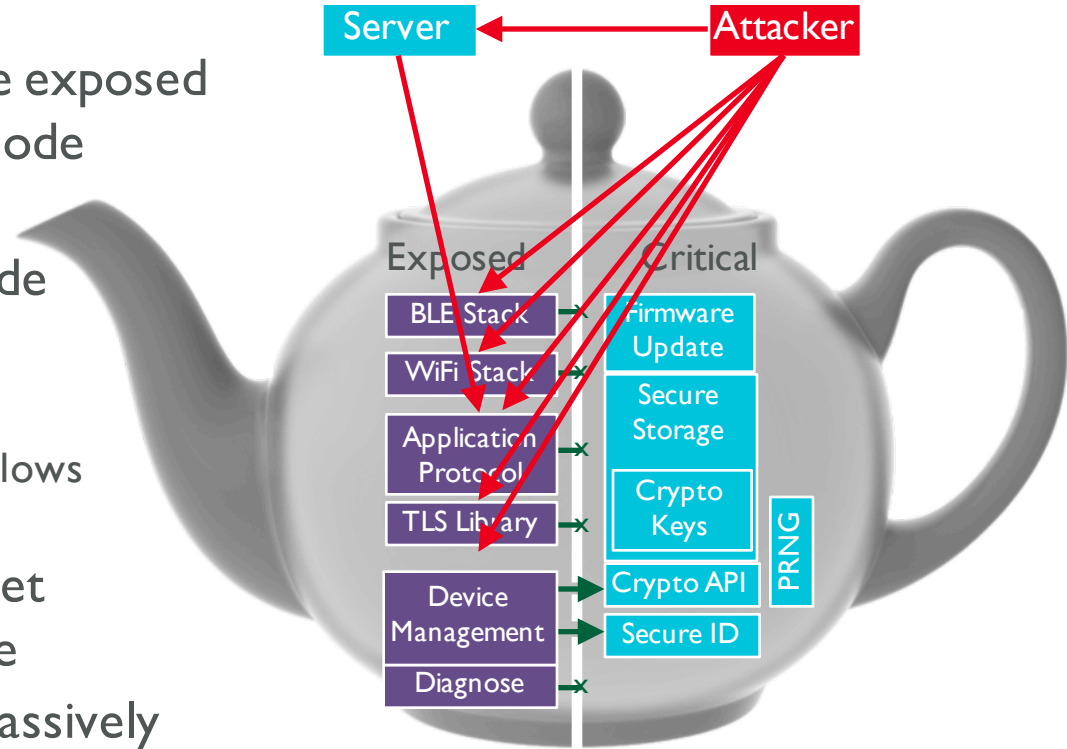 e exposed
ode
de
lows
et
e
assively
Server
Attacker
Exposed
Critical
BLE Stack
WiFi Stack
Application
Protocol
TLS Library
Device
Management
Diagnose
Firmware
Update
Secure
Storage
Crypto
Keys
PRNG
Crypto API
Secure ID